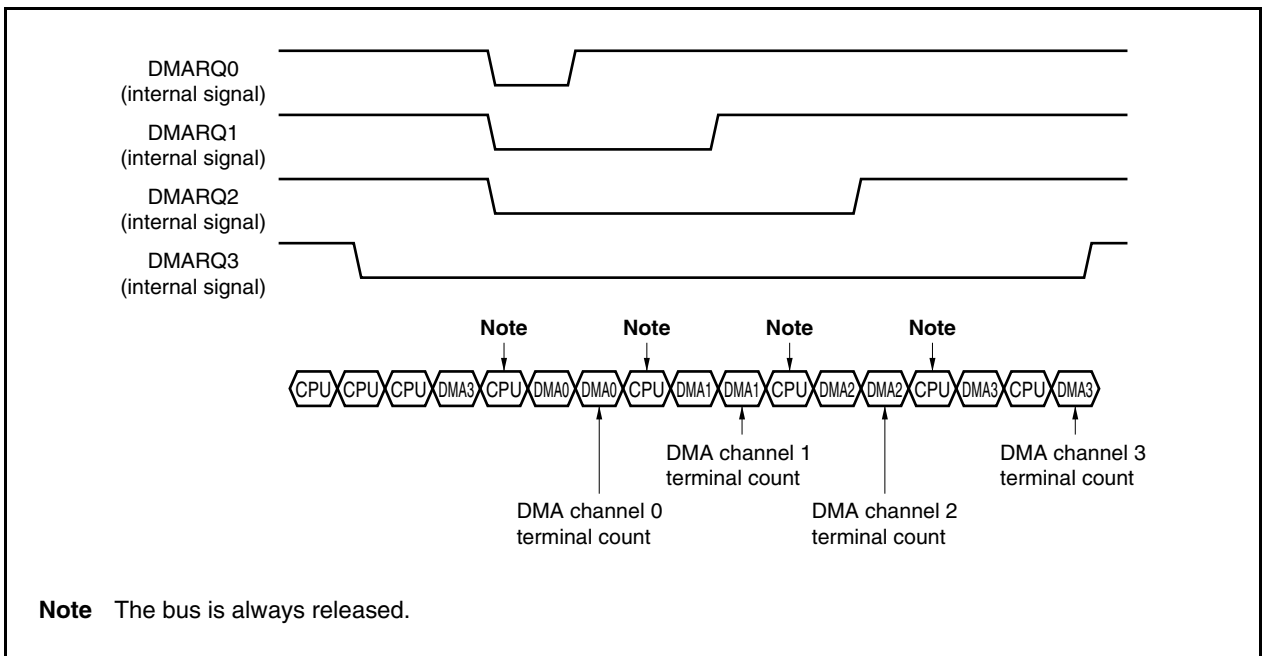 DMARQ0
(internal signal)
DMARQ1
(internal signal)
DMARQ2
(internal signal)
DMARQ3
(internal signal)
Note Note Note Note
CPU CPU CPU DMA3 CPU DMA0 DMA0 CPU DMA1 DMA1 CPU DMA2 DMA2 CPU DMA3 CPU DMA3
DMA channel 1
terminal count
DMA channel 3
terminal count
DMA channel 0
terminal count
DMA channel 2
terminal count
Note The bus is always released.